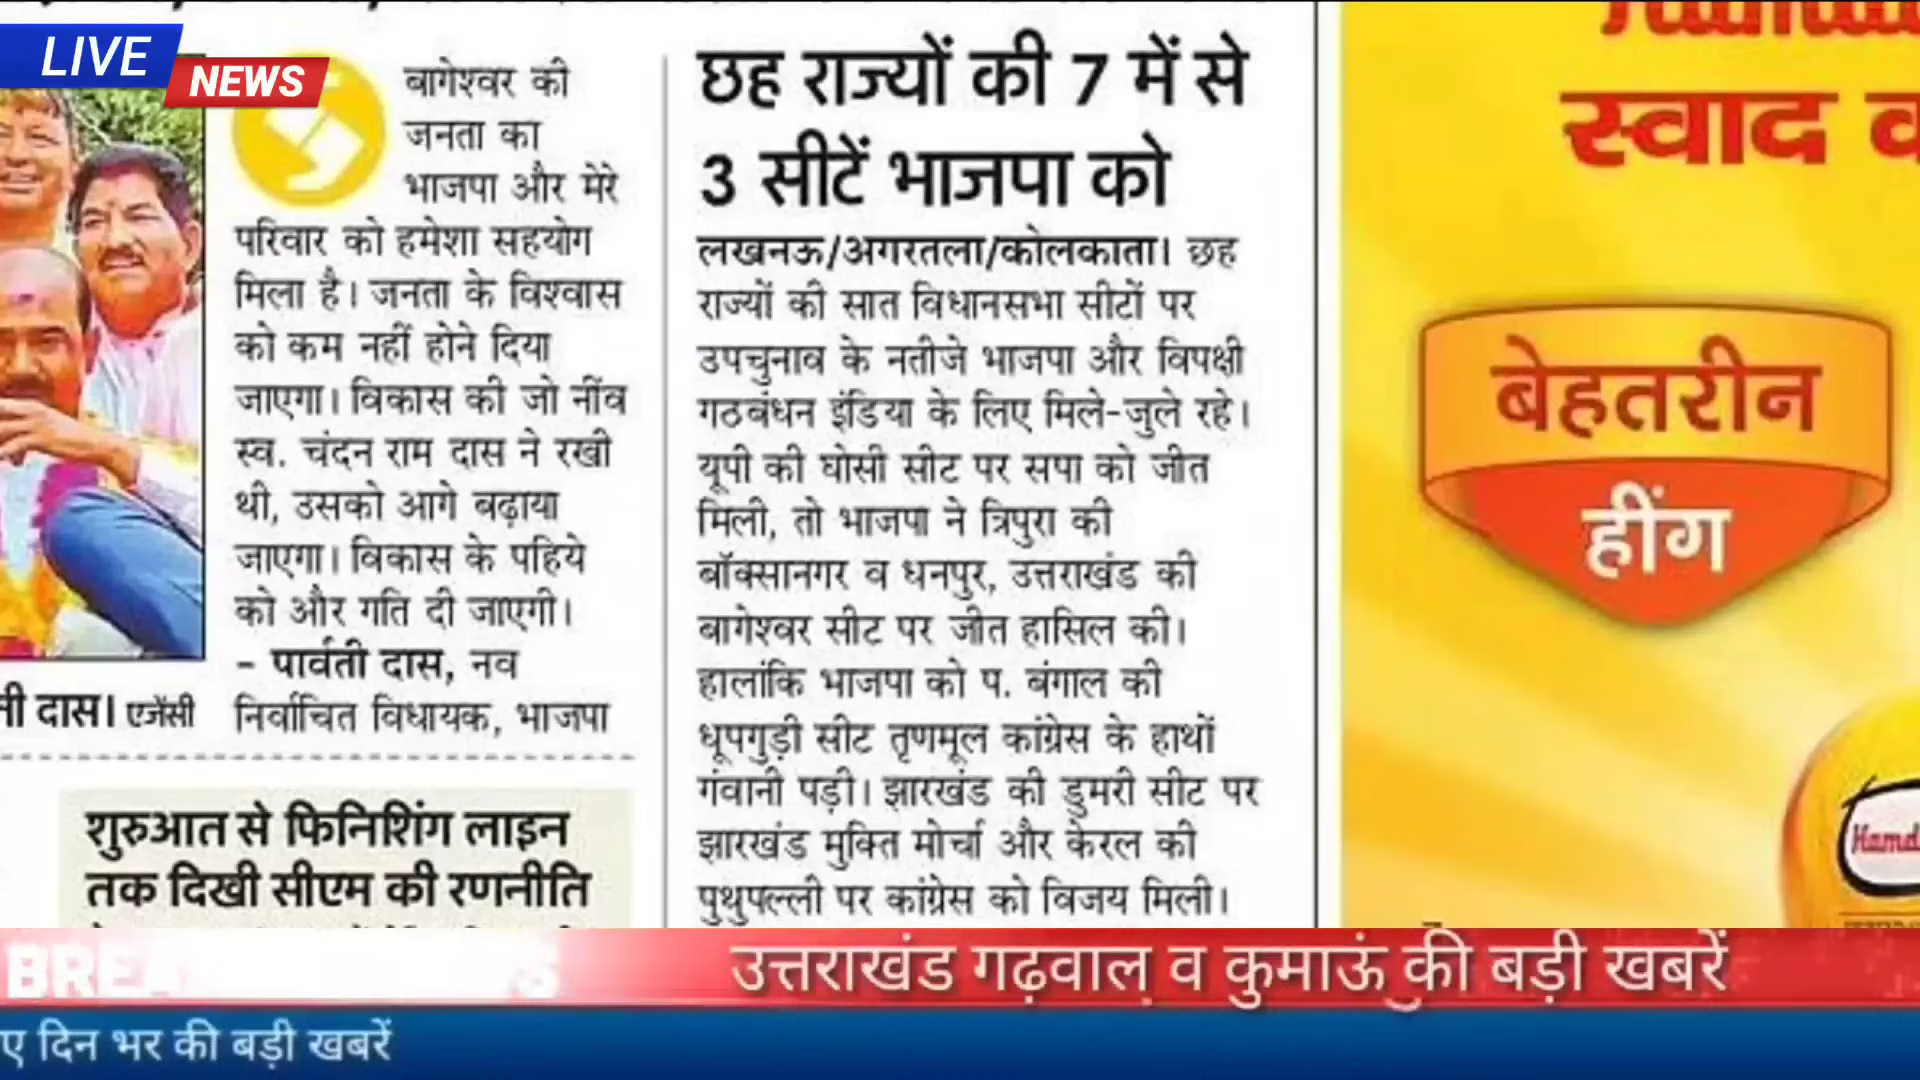 LIVE
NEWS
बागेश्वर की
जनता का
भाजपा और मेरे
परिवार को हमेशा सहयोग
मिला है। जनता के विश्वास
को कम नहीं होने दिया
जाएगा। विकास की जो नींव
स्व. चंदन राम दास ने रखी
थी, उसको आगे बढ़ाया
जाएगा। विकास के पहिये
को और गति दी जाएगी।
- पार्वती दास, नव
निर्वाचित विधायक, भाजपा
दास। एजेंसी
शुरुआत से फिनिशिंग लाइन
तक दिखी सीएम की रणनीति
छह राज्यों की 7 में से
3 सीटें भाजपा को
लखनऊ/अगरतला/कोलकाता। छह
राज्यों की सात विधानसभा सीटों पर
उपचुनाव के नतीजे भाजपा और विपक्षी
गठबंधन इंडिया के लिए मिले-जुले रहे।
यूपी की घोसी सीट पर सपा को जीत
मिली, तो भाजपा ने त्रिपुरा की
बॉक्सानगर व धनपुर, उत्तराखंड की
बागेश्वर सीट पर जीत हासिल की।
हालांकि भाजपा को प. बंगाल की
धूपगुड़ी सीट तृणमूल कांग्रेस के हाथों
गंवानी पड़ी। झारखंड की डुमरी सीट पर
झारखंड मुक्ति मोर्चा और केरल की
पुथुपल्ली पर कांग्रेस को विजय मिली।
स्वाद
बेहतरीन
हींग
Hamd
उत्तराखंड गढ़वाल व कुमाऊं की बड़ी खबरें
ए दिन भर की बड़ी खबरें